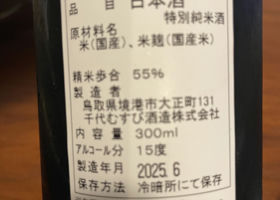 品 目 日本酒
特別純米酒
原材料名
米(国産)、米麹(国産米)
精米歩合 55%
製造者
鳥取県境港市大正町131
千代むすび酒造株式会社
内容量 300ml
アルコール分 15度
製造年月 2025. 6
保存方法 冷暗所にて保存